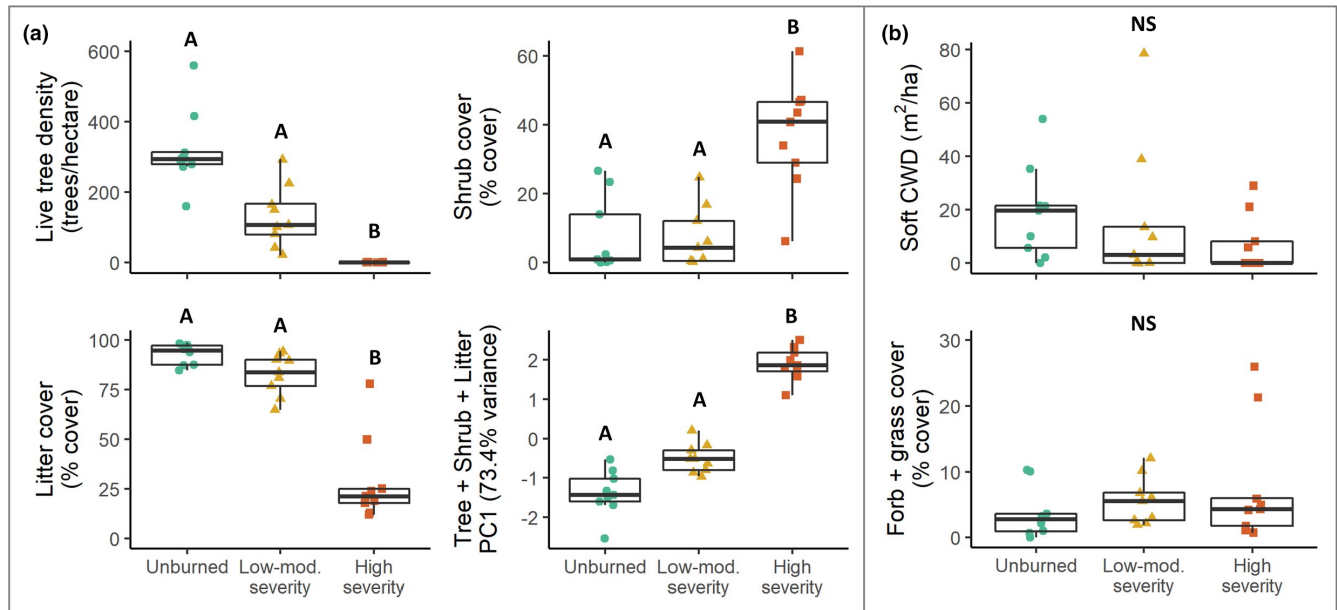 (a)
Live tree density
(trees/hectare)
600
400
200
0
A
A
B
Shrub cover
(% cover)
60
40
20
0
A
A
B
Litter cover
(% cover)
100
75
50
25
0
A
A
B
Unburned
Low-mod.
severity
High
severity
Tree + Shrub + Litter
PC1 (73.4% variance)
2
1
0
-1
-2
A
A
B
Unburned
Low-mod.
severity
High
severity
(b)
Soft CWD (m²/ha)
80
60
40
20
0
NS
Forb + grass cover
(% cover)
30
20
10
0
NS
Unburned
Low-mod.
severity
High
severity